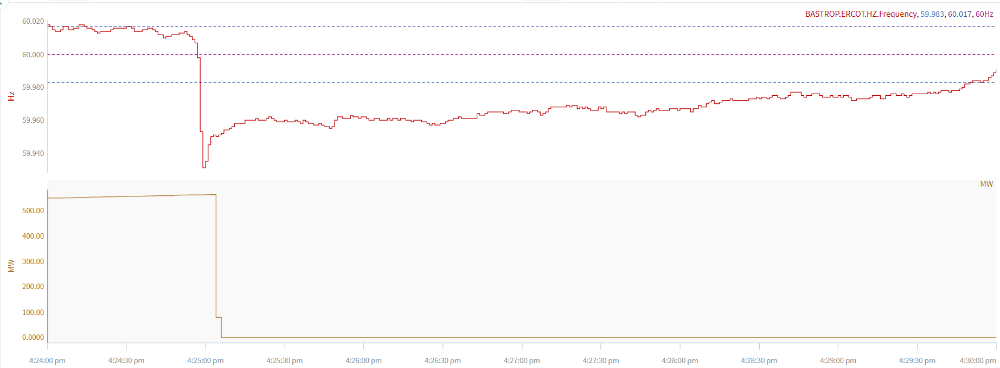 BASTROP.ERCOT.HZ.Frequency, 59.983, 60.017, 60Hz
60.020
60.000
59.980
Hz
59.960
59.940
MW
500.00
400.00
300.00
MW
200.00
100.00
0.0000
4:24:00 pm 4:24:30 pm 4:25:00 pm 4:25:30 pm 4:26:00 pm 4:26:30 pm 4:27:00 pm 4:27:30 pm 4:28:00 pm 4:28:30 pm 4:29:00 pm 4:29:30 pm 4:30:00 pm